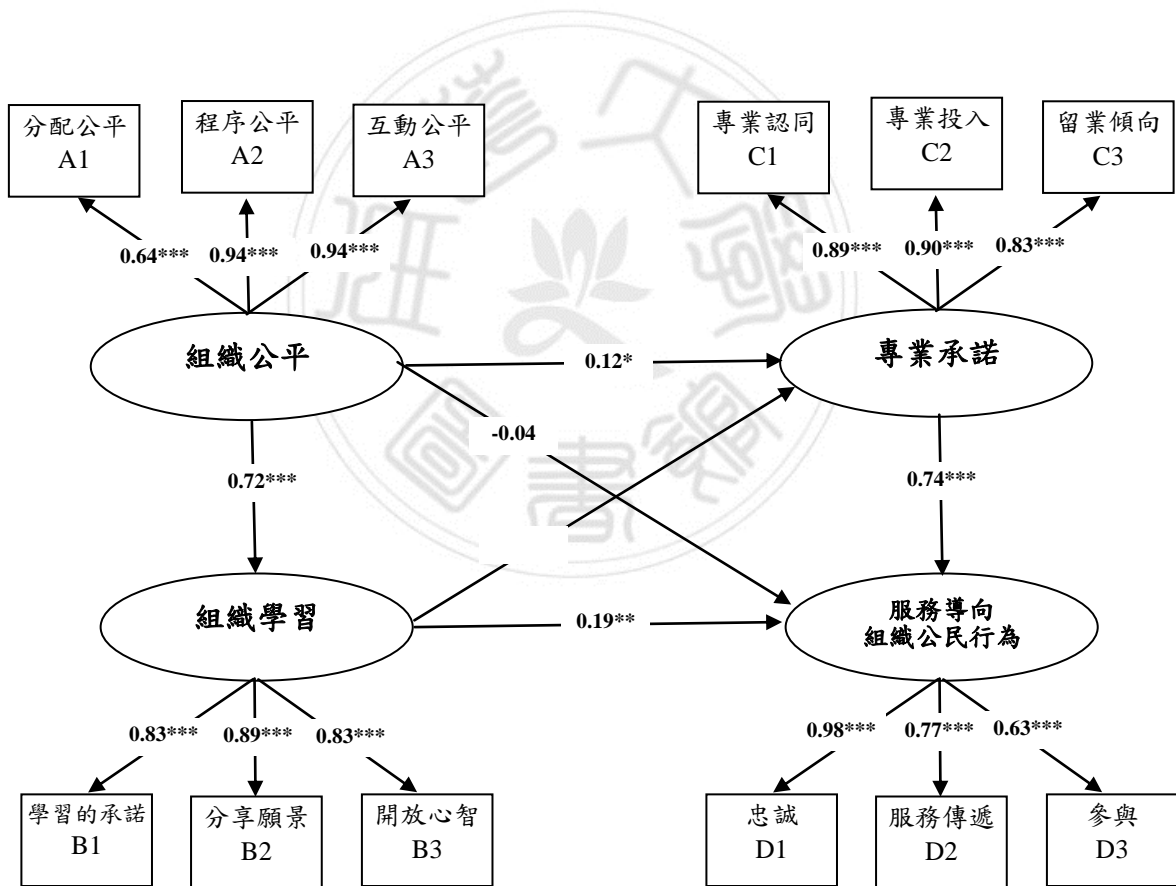 分配公平
A1
程序公平
A2
互動公平
A3
專業認同
C1
專業投入
C2
留業傾向
C3
0.64***
0.94***
0.94***
0.89***
0.90***
0.83***
組織公平
0.12*
專業承諾
-0.04
0.72***
0.74***
組織學習
0.19**
服務導向
組織公民行為
0.83***
0.89***
0.83***
0.98***
0.77***
0.63***
學習的承諾
B1
分享願景
B2
開放心智
B3
忠誠
D1
服務傳遞
D2
參與
D3